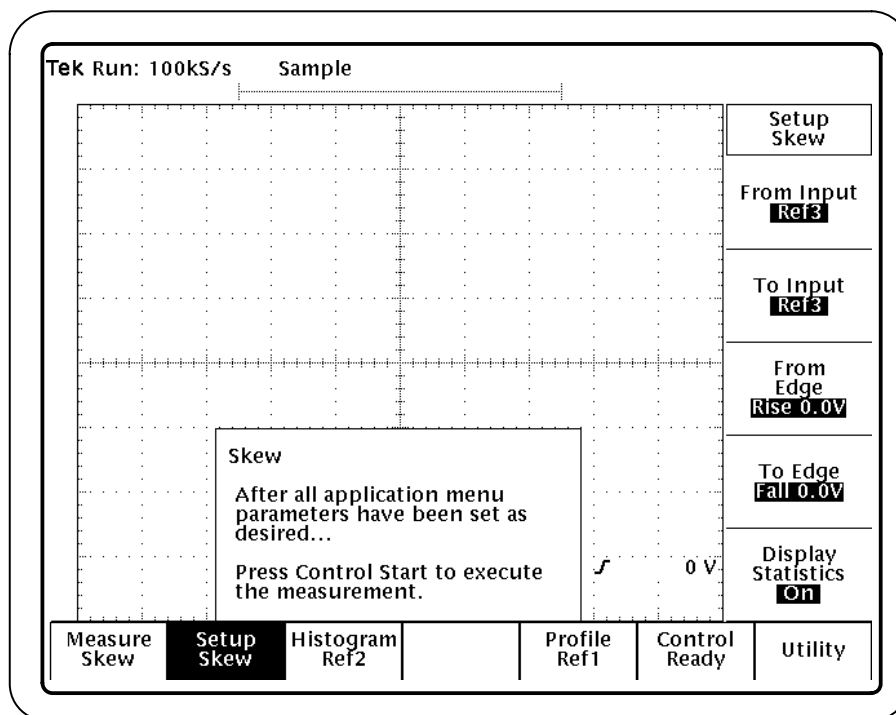 Tek Run: 100kS/s Sample
Setup
Skew
From Input
Ref3
To Input
Ref3
From
Edge
Rise 0.0V
To Edge
Fall 0.0V
Display
Statistics
On
Skew
After all application menu
parameters have been set as
desired...
Press Control Start to execute
the measurement.
0 V
Measure
Skew
Setup
Skew
Histogram
Ref2
Profile
Ref1
Control
Ready
Utility